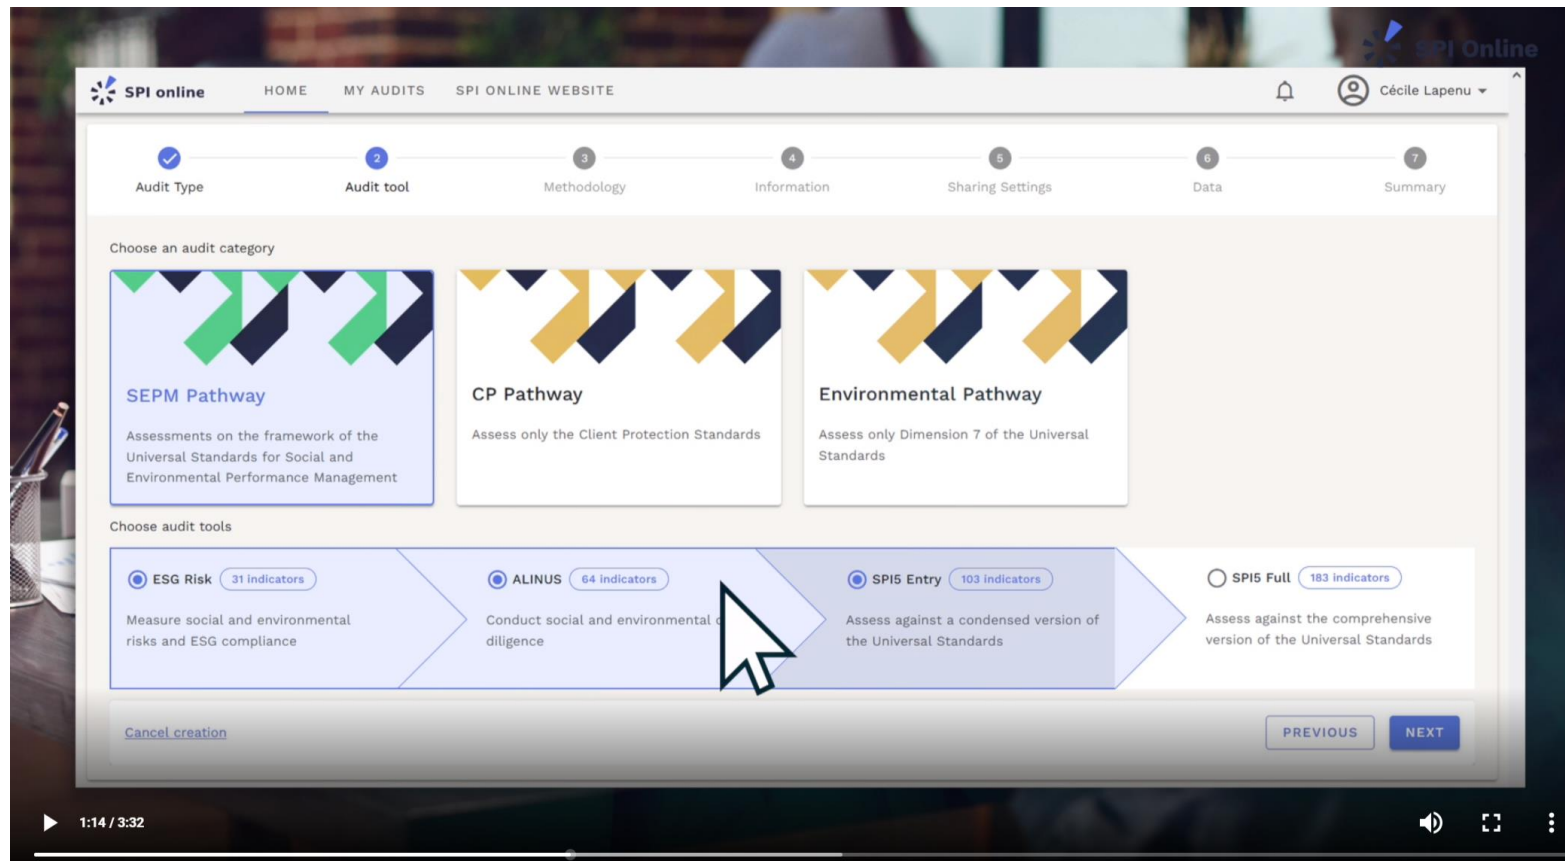 SPI Online
SPI online HOME MY AUDITS SPI ONLINE WEBSITE Cécile Lapenu
2 3 4 5 6 7
Audit Type Audit tool Methodology Information Sharing Settings Data Summary
Choose an audit category
SEPM Pathway
Assessments on the framework of the
Universal Standards for Social and
Environmental Performance Management
CP Pathway
Assess only the Client Protection Standards
Environmental Pathway
Assess only Dimension 7 of the Universal
Standards
Choose audit tools
ESG Risk 31 indicators
Measure social and environmental
risks and ESG compliance
ALINUS 64 indicators
Conduct social and environmental
diligence
SPI5 Entry 103 indicators
Assess against a condensed version of
the Universal Standards
SPI5 Full 183 indicators
Assess against the comprehensive
version of the Universal Standards
Cancel creation PREVIOUS NEXT
1:14 / 3:32